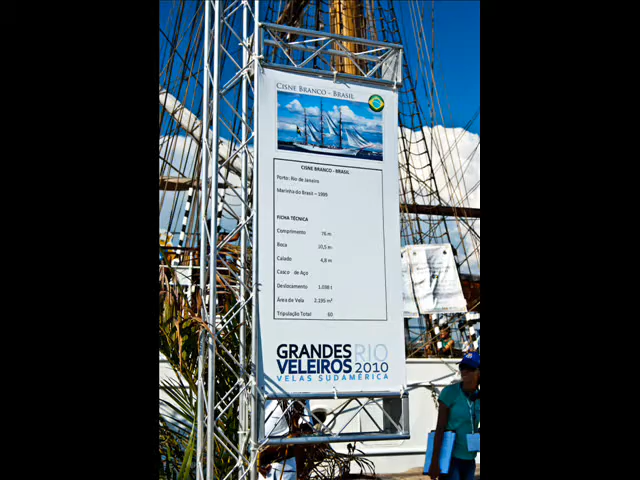 CISNE BRANCO - BRASIL
CISNE BRANCO - BRASIL
Porto: Rio de Janeiro
Marinha do Brasil – 1999
FICHA TÉCNICA
Comprimento 76 m
Boca 10,5 m
Calado 4,8 m
Casco de Aço
Deslocamento 1.038 t
Área de Vela 2.195 m²
Tripulação Total 60
GRANDES RIO
VELEIROS 2010
VELAS SUDAMÉRICA